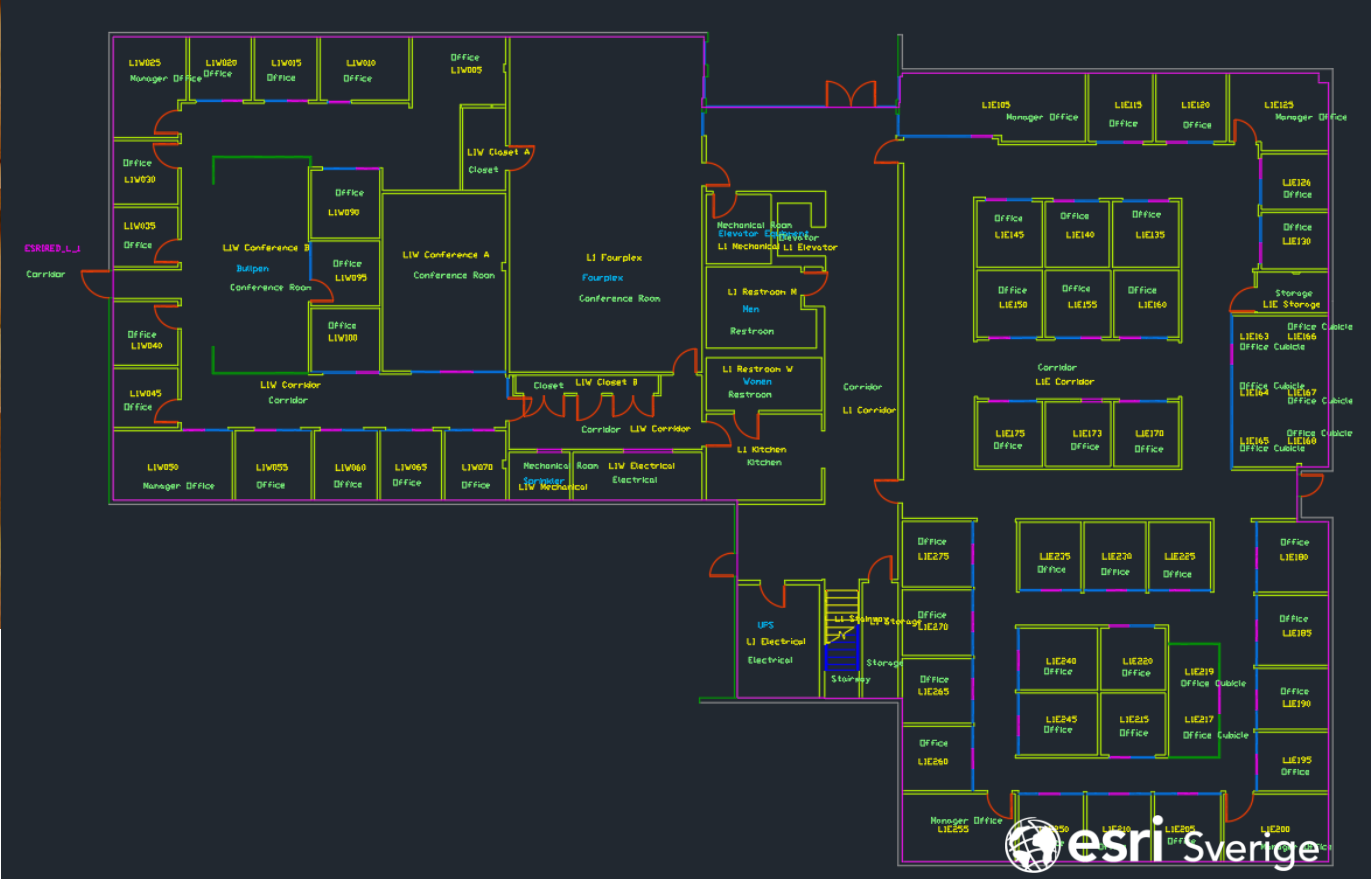 L1W025
Manager Office
L1W020
Office
L1W015
Office
L1W010
Office
Office
L1W005
L1W Closet A
Closet
Office
L1W030
L1W035
Office
ESRIRED_L_1
Corridor
Office
L1W040
L1W045
Office
L1W Conference B
Bullpen
Conference Room
Office
L1W090
Office
L1W095
Office
L1W100
L1W Conference A
Conference Room
L1W Corridor
Corridor
L1 Fourplex
Fourplex
Conference Room
Closet
L1W Closet B
Corridor
L1W Corridor
L1W050
Manager Office
L1W055
Office
L1W060
Office
L1W065
Office
L1W070
Office
Mechanical Room
Sprinkler
L1W Mechanical
L1W Electrical
Electrical
Mechanical Room
Elevator Equipment
L1 Mechanical
Elevator
L1 Elevator
L1 Restroom M
Men
Restroom
L1 Restroom W
Women
Restroom
L1 Kitchen
Kitchen
Corridor
L1 Corridor
L1E105
Manager Office
L1E115
Office
L1E120
Office
L1E125
Manager Office
L1E126
Office
Office
L1E130
Storage
L1E Storage
Office
L1E145
Office
L1E140
Office
L1E135
Office
L1E150
Office
L1E155
Office
L1E160
Office Cubicle
L1E163
L1E166
Office Cubicle
Office Cubicle
L1E164
L1E167
Office Cubicle
Office Cubicle
L1E165
L1E168
Office Cubicle
Corridor
L1E Corridor
L1E175
Office
L1E173
Office
L1E170
Office
Office
L1E275
L1E235
Office
L1E230
Office
L1E225
Office
Office
L1E180
UPS
L1 Electrical
Electrical
L1 Stairway
Stairway
L1 Storage
Storage
Office
L1E270
Office
L1E265
Office
L1E260
L1E240
Office
L1E220
Office
L1E219
Office Cubicle
L1E245
Office
L1E215
Office
L1E217
Office Cubicle
Office
L1E185
Office
L1E190
L1E195
Office
Manager Office
L1E255
L1E210
L1E205
L1E200
esri Sverige